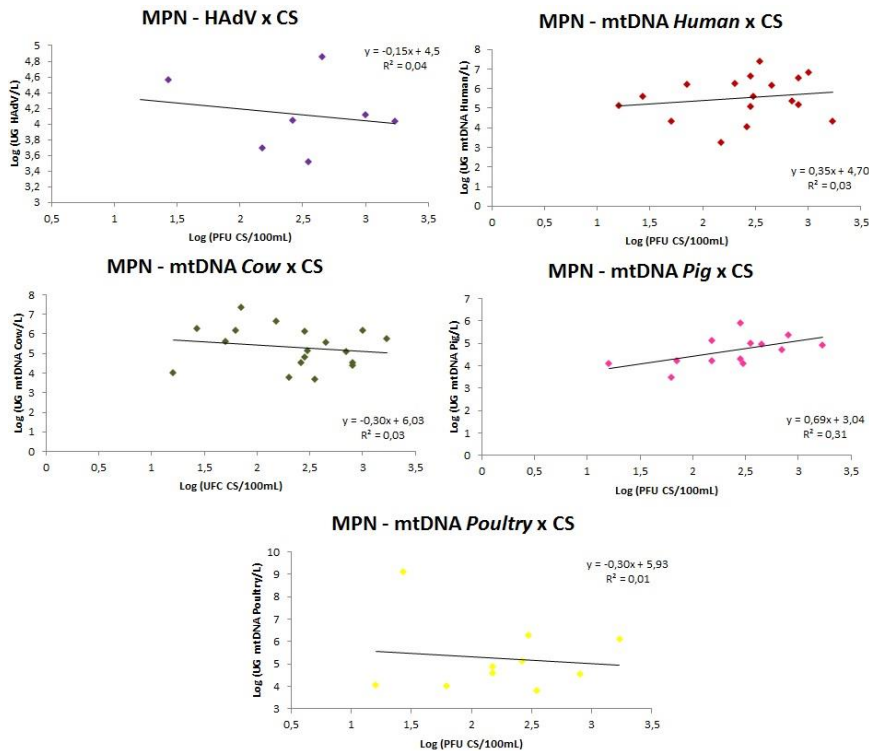 MPN - HAdV x CS
y = -0,15x + 4,5
R² = 0,04
Log (UG HAdV/L)
5
4,8
4,6
4,4
4,2
4
3,8
3,6
3,4
3,2
3
0,5 1 1,5 2 2,5 3 3,5
Log (PFU CS/100mL)
MPN - mtDNA Human x CS
Log (UG mtDNA Human/L)
8
7
6
5
4
3
2
1
0
y = 0,35x + 4,70
R² = 0,03
0 0,5 1 1,5 2 2,5 3 3,5
Log (PFU CS/100mL)
MPN - mtDNA Cow x CS
Log (UG mtDNA Cow/L)
8
7
6
5
4
3
2
1
0
y = -0,30x + 6,03
R² = 0,03
0 0,5 1 1,5 2 2,5 3 3,5
Log (UFC CS/100mL)
MPN - mtDNA Pig x CS
Log (UG mtDNA Pig/L)
7
6
5
4
3
2
1
0
y = 0,69x + 3,04
R² = 0,31
0 0,5 1 1,5 2 2,5 3 3,5
Log (PFU CS/100mL)
MPN - mtDNA Poultry x CS
y = -0,30x + 5,93
R² = 0,01
Log (UG mtDNA Poultry/L)
10
9
8
7
6
5
4
3
0,5 1 1,5 2 2,5 3 3,5
Log (PFU CS/100mL)